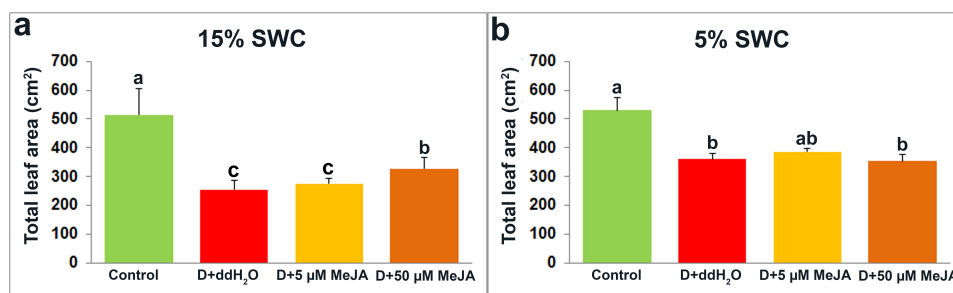 a
15% SWC
Total leaf area (cm²)
700
600
500
400
300
200
100
0
a
c
c
b
Control
D+ddH₂O
D+5 µM MeJA
D+50 µM MeJA
b
5% SWC
Total leaf area (cm²)
700
600
500
400
300
200
100
0
a
b
ab
b
Control
D+ddH₂O
D+5 µM MeJA
D+50 µM MeJA